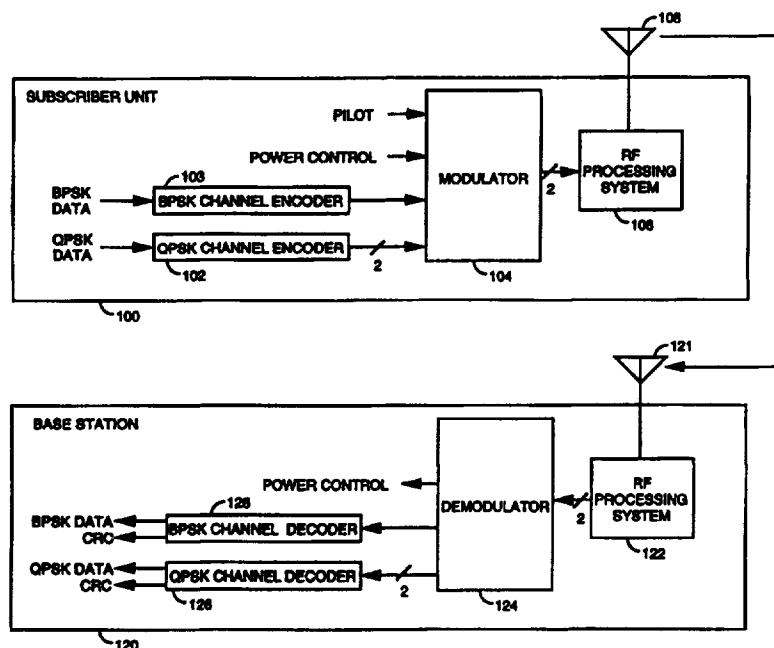 108
SUBSCRIBER UNIT
PILOT
POWER CONTROL
MODULATOR
2
RF
PROCESSING
SYSTEM
106
BPSK
DATA
103
BPSK CHANNEL ENCODER
QPSK
DATA
QPSK CHANNEL ENCODER
2
102
104
100
121
BASE STATION
POWER CONTROL
DEMODULATOR
2
RF
PROCESSING
SYSTEM
122
126
BPSK DATA
CRC
BPSK CHANNEL DECODER
QPSK DATA
CRC
QPSK CHANNEL DECODER
2
126
124
120